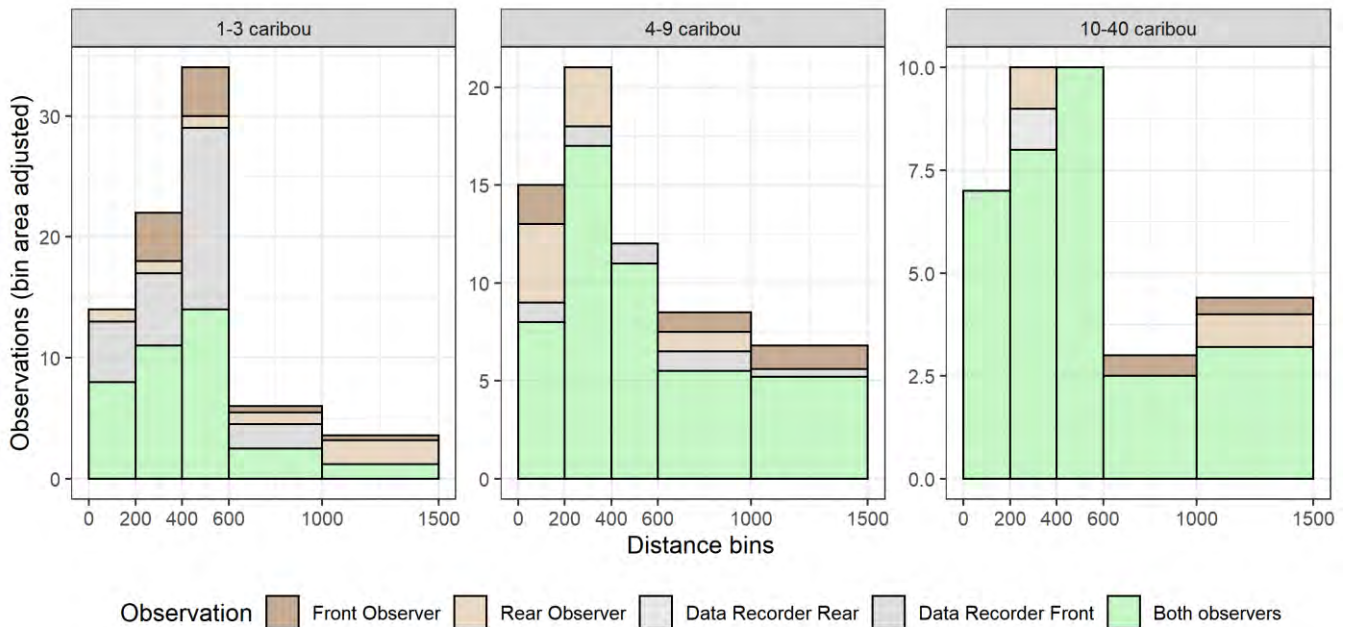 1-3 caribou
4-9 caribou
10-40 caribou
Observations (bin area adjusted)
30
20
10
0
20
15
10
5
0
10.0
7.5
5.0
2.5
0.0
0 200 400 600 1000 1500
0 200 400 600 1000 1500
0 200 400 600 1000 1500
Distance bins
Observation Front Observer Rear Observer Data Recorder Rear Data Recorder Front Both observers